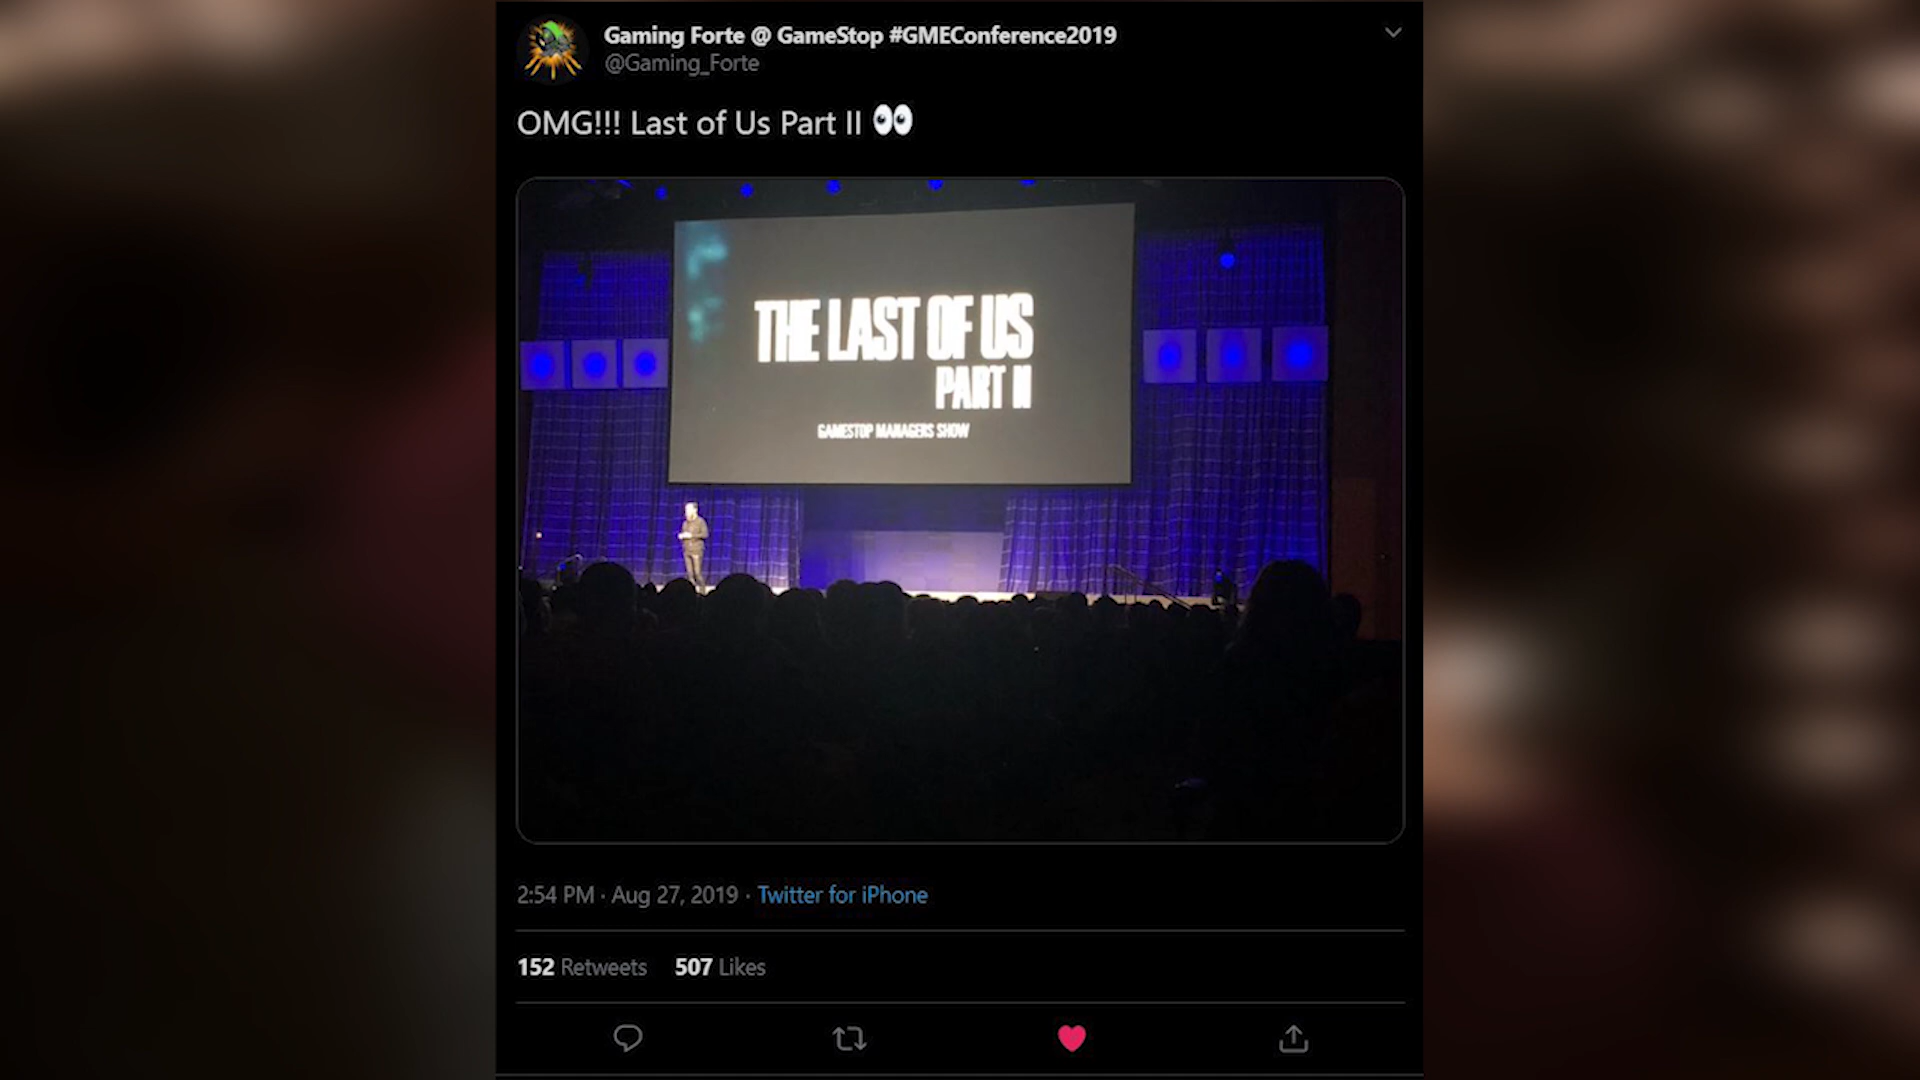 Gaming Forte @ GameStop #GMEConference2019
@Gaming_Forte
OMG!!! Last of Us Part II 👀
THE LAST OF US
PART II
GAMESTOP MANAGERS SHOW
2:54 PM · Aug 27, 2019 · Twitter for iPhone
152 Retweets 507 Likes